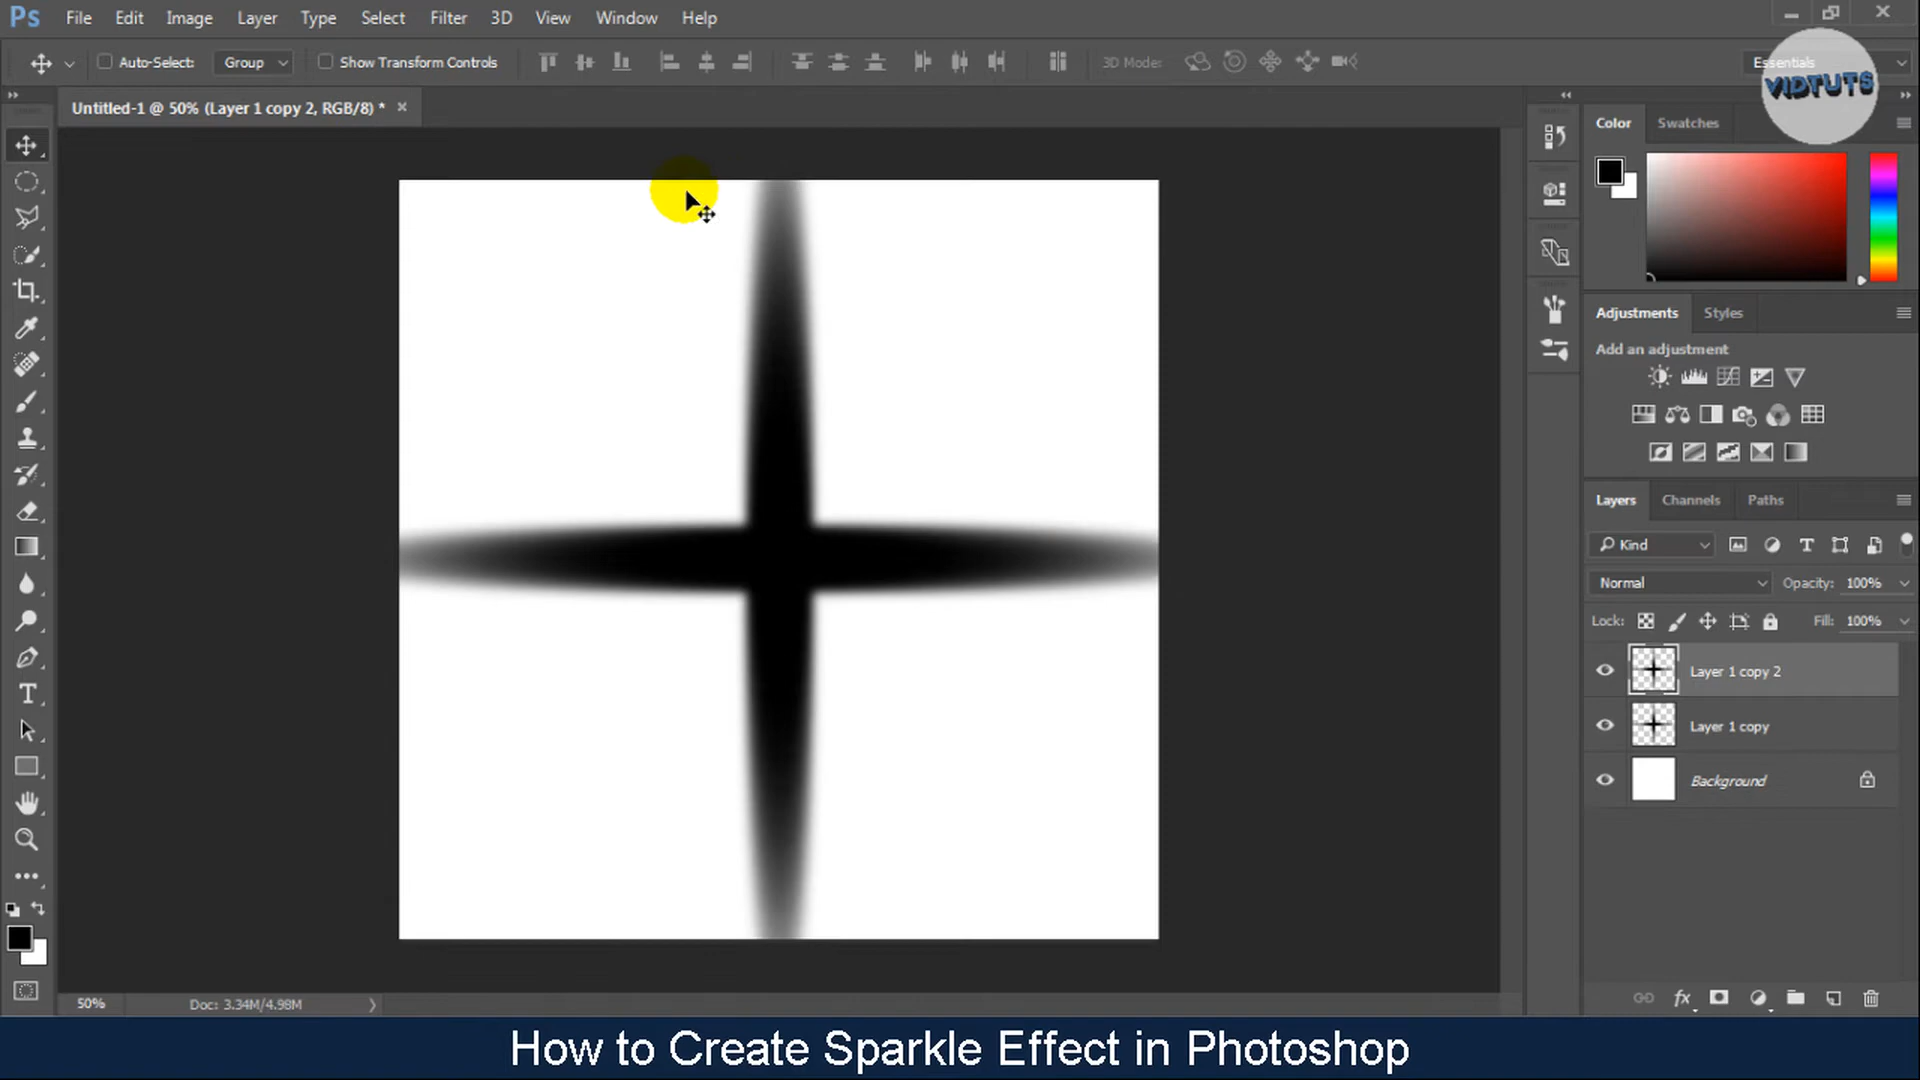 Ps File Edit Image Layer Type Select Filter 3D View Window Help
Auto-Select: Group Show Transform Controls 3D Mode: Essentials
VIDTUTS
Untitled-1 @ 50% (Layer 1 copy 2, RGB/8) * ×
Color Swatches
Adjustments Styles
Add an adjustment
Layers Channels Paths
Kind
Normal Opacity: 100%
Lock: Fill: 100%
Layer 1 copy 2
Layer 1 copy
Background
50% Doc: 3.34M/4.98M
How to Create Sparkle Effect in Photoshop